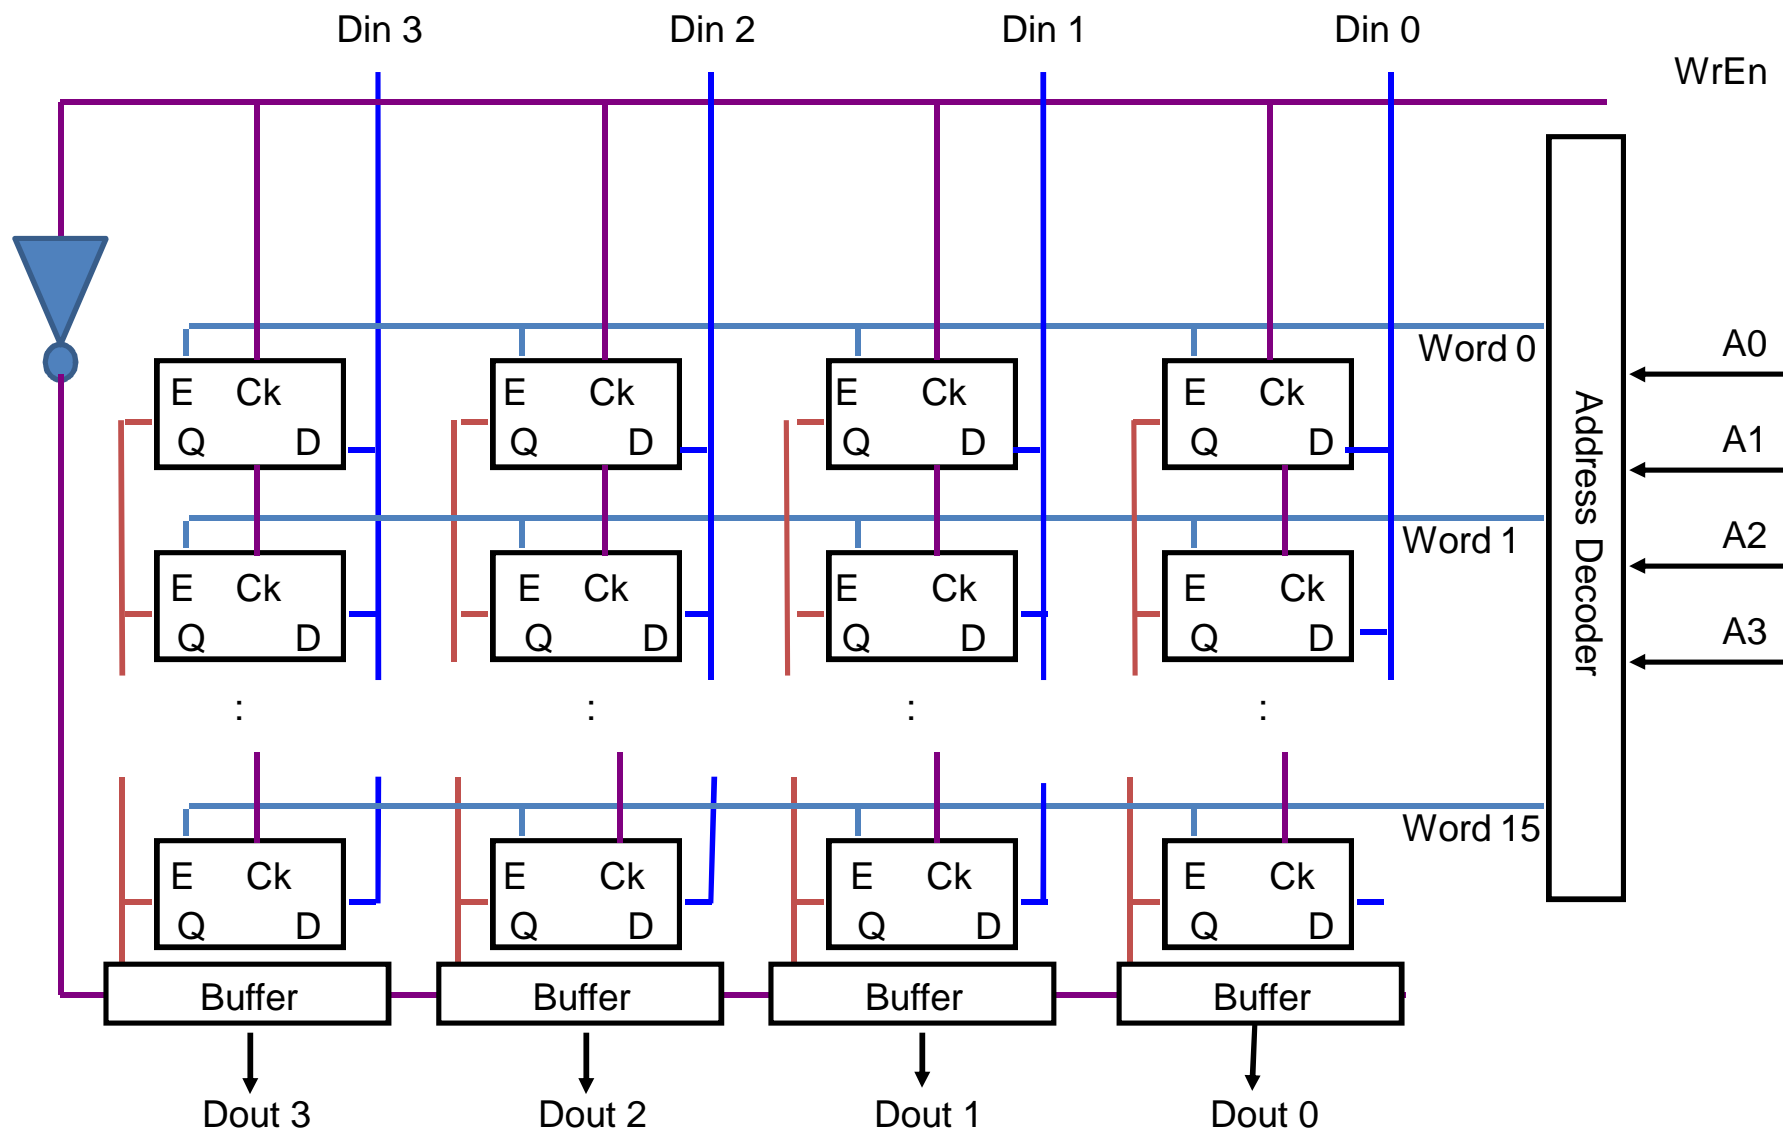 Din 3 Din 2 Din 1 Din 0
WrEn
Word 0
A0
E Ck E Ck E Ck E Ck
Q D Q D Q D Q D
A1
Address Decoder
Word 1
A2
E Ck E Ck E Ck E Ck
Q D Q D Q D Q D
A3
: : : :
Word 15
E Ck E Ck E Ck E Ck
Q D Q D Q D Q D
Buffer Buffer Buffer Buffer
Dout 3 Dout 2 Dout 1 Dout 0